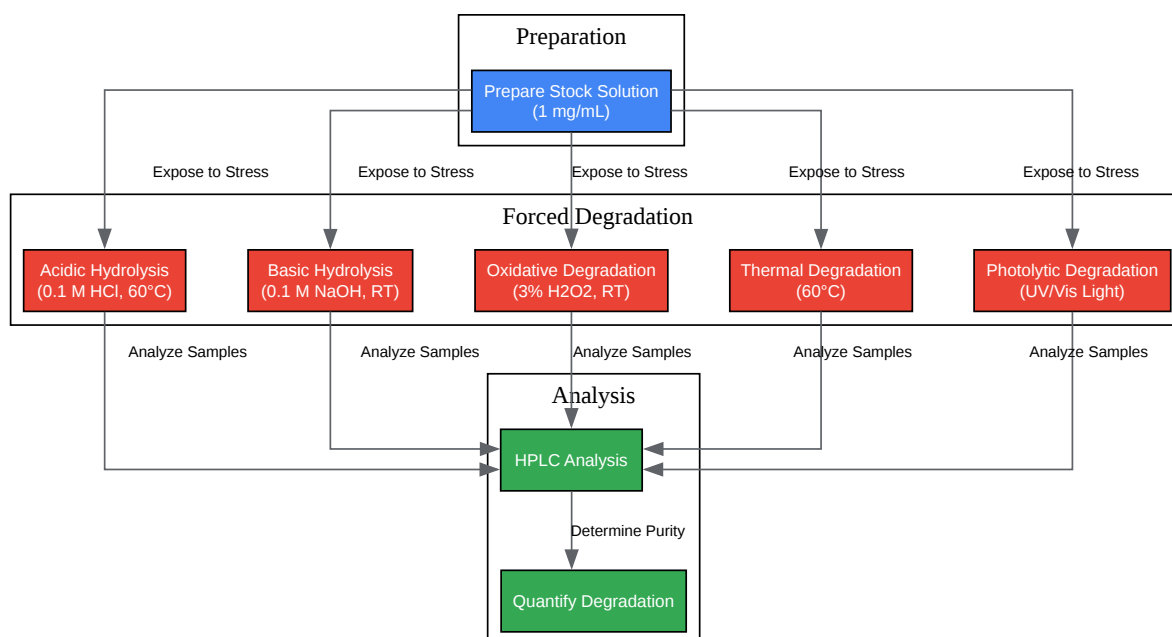 Preparation
Prepare Stock Solution
(1 mg/mL)
Expose to Stress
Expose to Stress
Expose to Stress
Expose to Stress
Expose to Stress
Forced Degradation
Acidic Hydrolysis
(0.1 M HCl, 60°C)
Basic Hydrolysis
(0.1 M NaOH, RT)
Oxidative Degradation
(3% H2O2, RT)
Thermal Degradation
(60°C)
Photolytic Degradation
(UV/Vis Light)
Analyze Samples
Analyze Samples
Analyze Samples
Analyze Samples
Analyze Samples
Analysis
HPLC Analysis
Determine Purity
Quantify Degradation